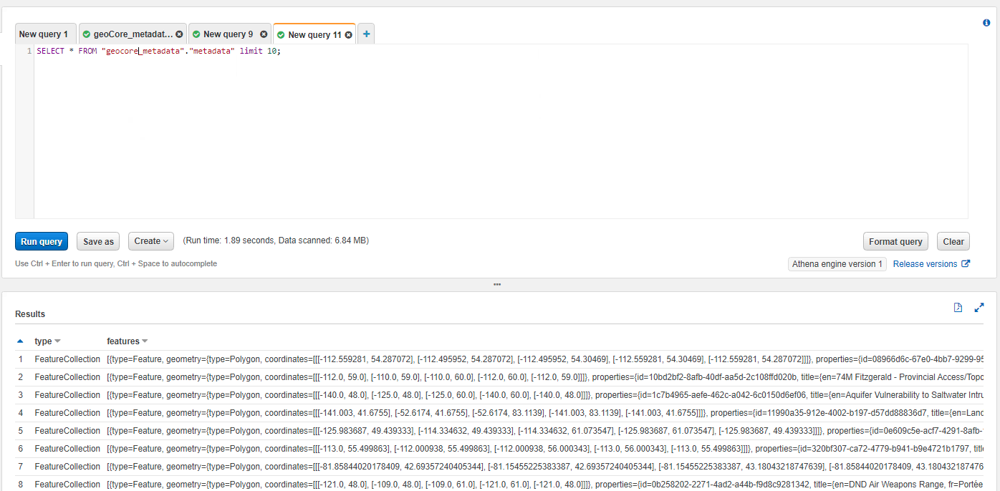 New query 1 geoCore_metadat... New query 9 New query 11 +
1 SELECT * FROM "geocore_metadata"."metadata" limit 10;
Run query Save as Create (Run time: 1.89 seconds, Data scanned: 6.84 MB) Format query Clear
Use Ctrl + Enter to run query, Ctrl + Space to autocomplete Athena engine version 1 Release versions
Results
type features
1 FeatureCollection [{type=Feature, geometry={type=Polygon, coordinates=[[[-112.559281, 54.287072], [-112.495952, 54.287072], [-112.495952, 54.30469], [-112.559281, 54.30469], [-112.559281, 54.287072]]]}, properties={id=08966d6c-67e0-4bb7-9299-95
2 FeatureCollection [{type=Feature, geometry={type=Polygon, coordinates=[[[-112.0, 59.0], [-110.0, 59.0], [-110.0, 60.0], [-112.0, 60.0], [-112.0, 59.0]]]}, properties={id=10bd2bf2-8afb-40df-aa5d-2c108ffd020b, title={en=74M Fitzgerald - Provincial Access/Topo
3 FeatureCollection [{type=Feature, geometry={type=Polygon, coordinates=[[[-140.0, 48.0], [-125.0, 48.0], [-125.0, 60.0], [-140.0, 60.0], [-140.0, 48.0]]]}, properties={id=1c7b4965-aefe-462c-a042-6c0150d6ef06, title={en=Aquifer Vulnerability to Saltwater Intru
4 FeatureCollection [{type=Feature, geometry={type=Polygon, coordinates=[[[-141.003, 41.6755], [-52.6174, 41.6755], [-52.6174, 83.1139], [-141.003, 83.1139], [-141.003, 41.6755]]]}, properties={id=11990a35-912e-4002-b197-d57dd88836d7, title={en=Land
5 FeatureCollection [{type=Feature, geometry={type=Polygon, coordinates=[[[-125.983687, 49.439333], [-114.334632, 49.439333], [-114.334632, 61.073547], [-125.983687, 61.073547], [-125.983687, 49.439333]]]}, properties={id=0e609c5e-acf7-4291-8afb-
6 FeatureCollection [{type=Feature, geometry={type=Polygon, coordinates=[[[-113.0, 55.499863], [-112.000938, 55.499863], [-112.000938, 56.000343], [-113.0, 56.000343], [-113.0, 55.499863]]]}, properties={id=320bf307-ca72-4779-b941-b9e4721b1797, titl
7 FeatureCollection [{type=Feature, geometry={type=Polygon, coordinates=[[[-81.85844020178409, 42.69357240405344], [-81.15455225383387, 42.69357240405344], [-81.15455225383387, 43.18043218747639], [-81.85844020178409, 43.180432187476
8 FeatureCollection [{type=Feature, geometry={type=Polygon, coordinates=[[[-121.0, 48.0], [-109.0, 48.0], [-109.0, 61.0], [-121.0, 61.0], [-121.0, 48.0]]]}, properties={id=0b258202-2271-4ad2-a44b-f9d8c9281342, title={en=DND Air Weapons Range, fr=Portée